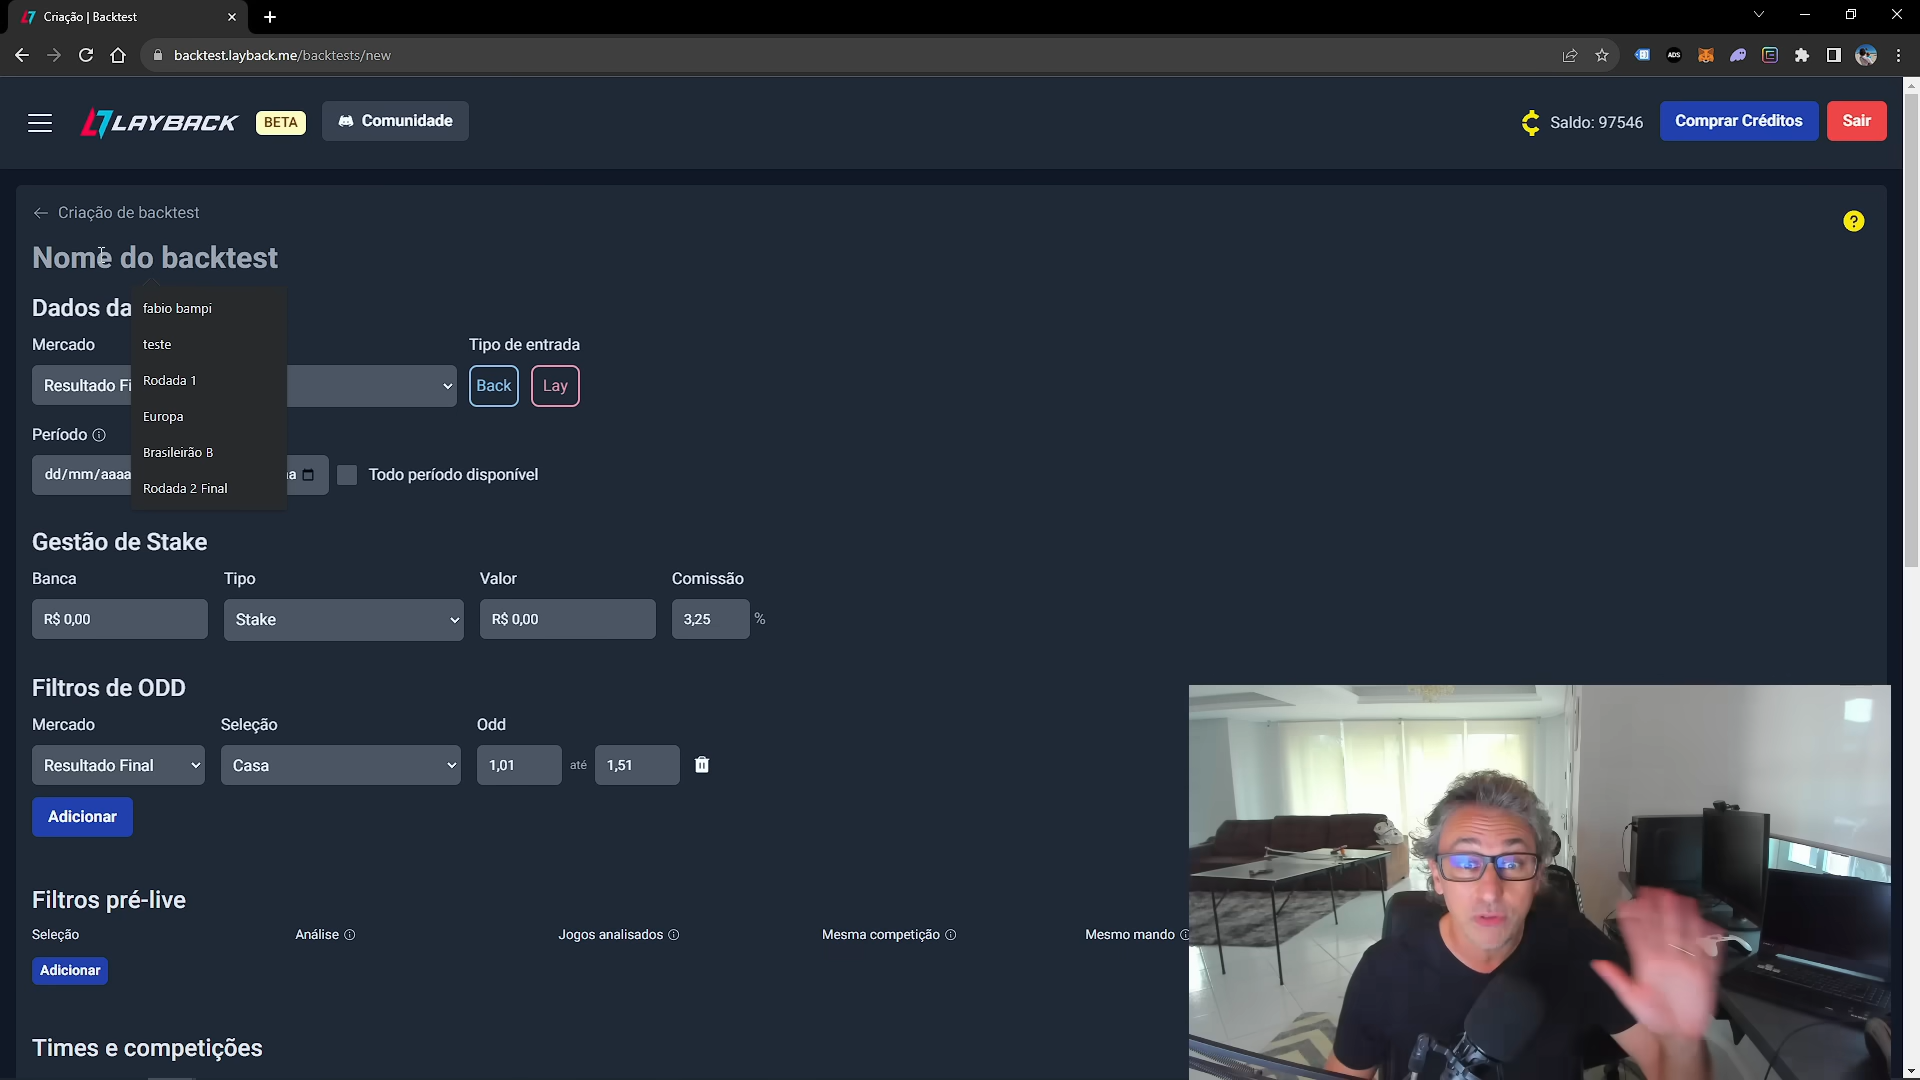 Criação | Backtest
backtest.layback.me/backtests/new
ADS
LAYBACK
BETA
Comunidade
Saldo: 97546
Comprar Créditos
Sair
Criação de backtest
?
Nome do backtest
Dados da
fabio bampi
teste
Rodada 1
Europa
Brasileirão B
Rodada 2 Final
Mercado
Tipo de entrada
Resultado Fi
Back
Lay
Período
dd/mm/aaaa
Todo período disponível
Gestão de Stake
Banca
Tipo
Valor
Comissão
R$ 0,00
Stake
R$ 0,00
3,25
%
Filtros de ODD
Mercado
Seleção
Odd
Resultado Final
Casa
1,01
até
1,51
Adicionar
Filtros pré-live
Seleção
Análise
Jogos analisados
Mesma competição
Mesmo mando
Adicionar
Times e competições